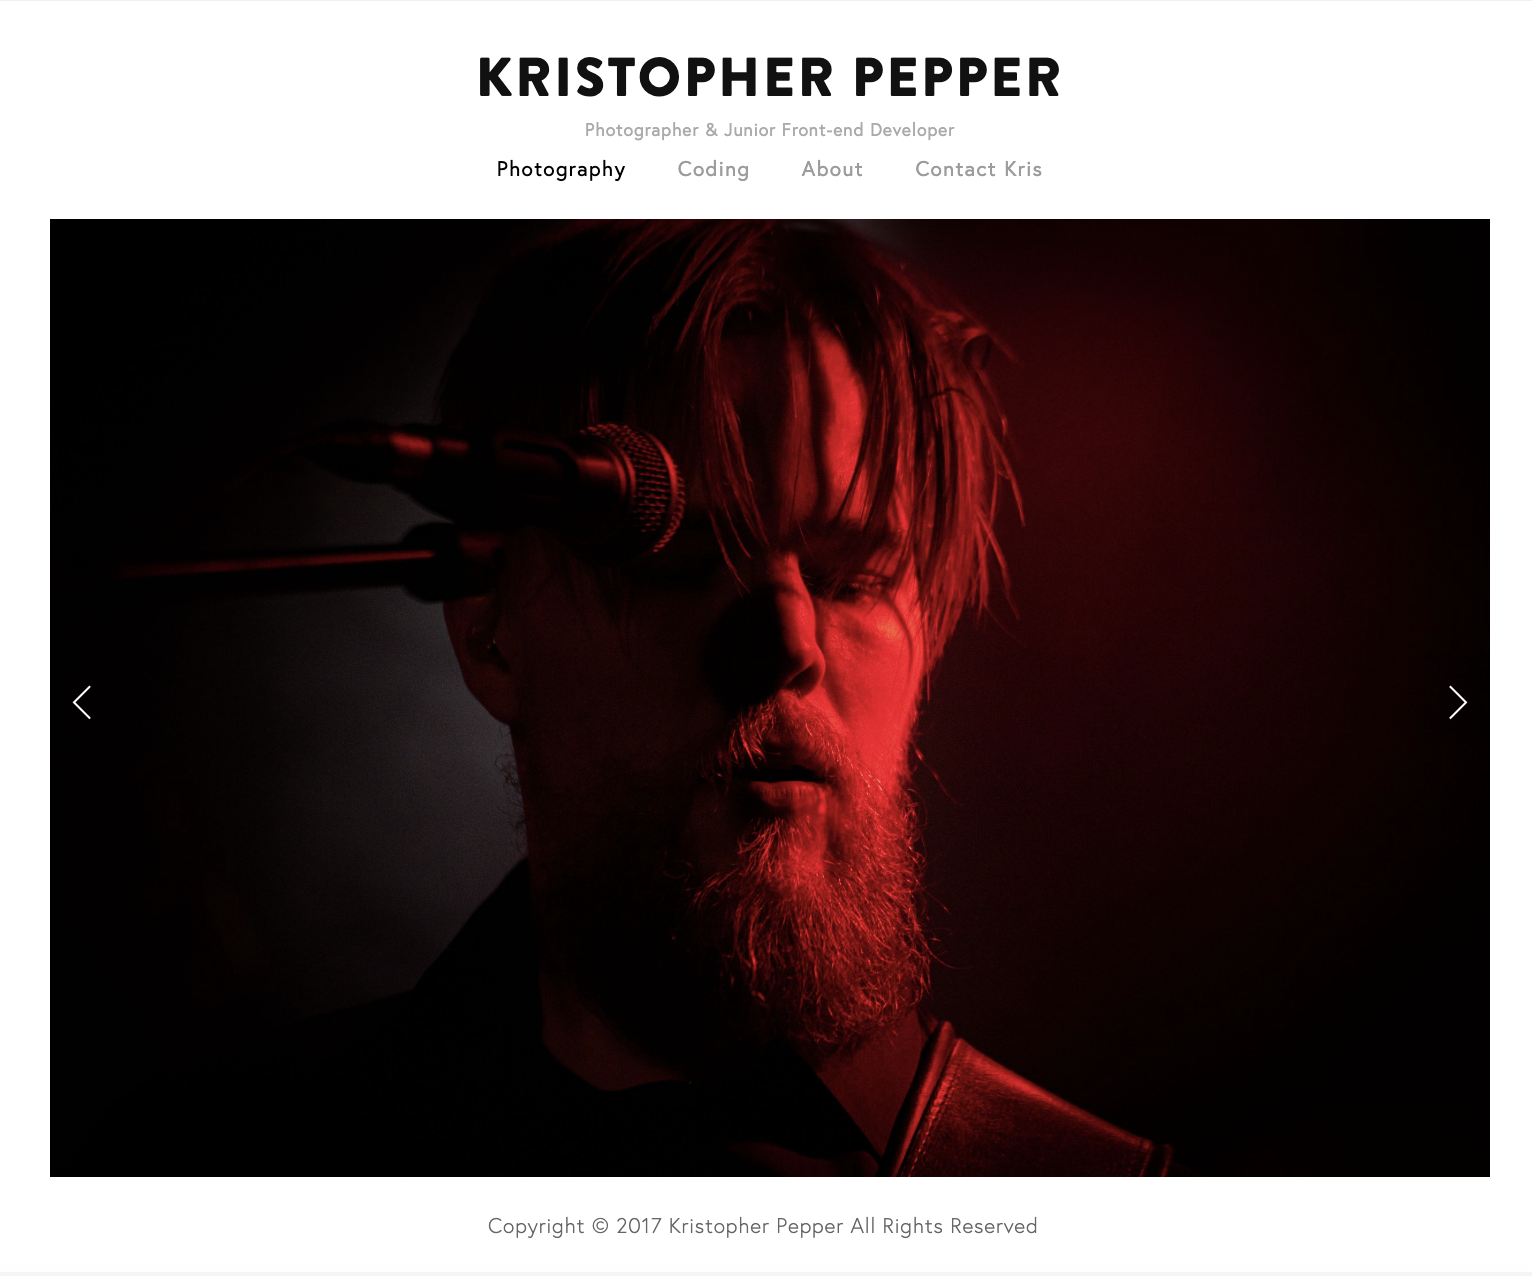 KRISTOPHER PEPPER
Photographer & Junior Front-end Developer
Photography Coding About Contact Kris
Copyright © 2017 Kristopher Pepper All Rights Reserved